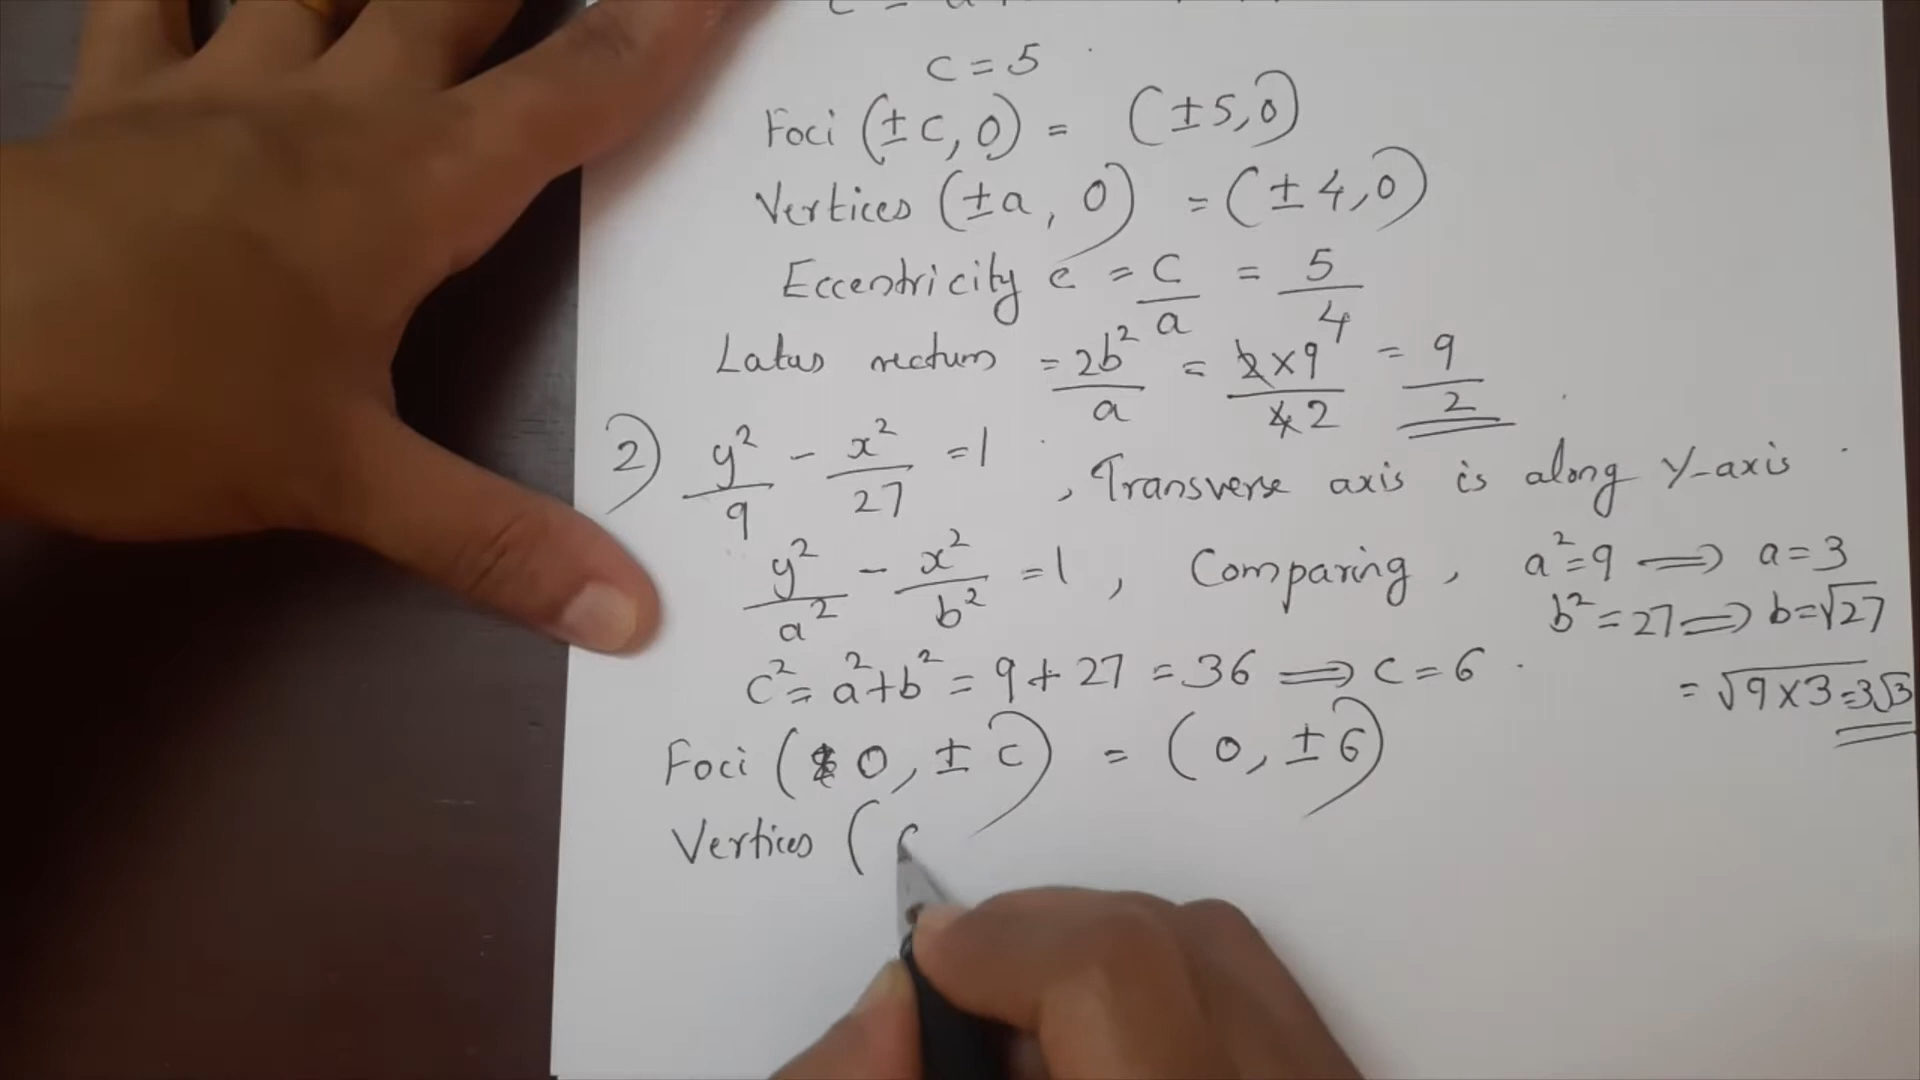 c = 5
Foci (± c, 0) = (±5, 0)
Vertices (±a, 0) = (± 4, 0)
Eccentricity e = c/a = 5/4
Latus rectum = 2b²/a = 2×9/4 2 = 9/2
2) y²/9 - x²/27 = 1, Transverse axis is along Y-axis
y²/a² - x²/b² = 1, Comparing, a² = 9 ⟹ a = 3
b² = 27 ⟹ b = √27
c² = a² + b² = 9 + 27 = 36 ⟹ c = 6
= √9×3 = 3√3
Foci (0, ± c) = (0, ± 6)
Vertices (